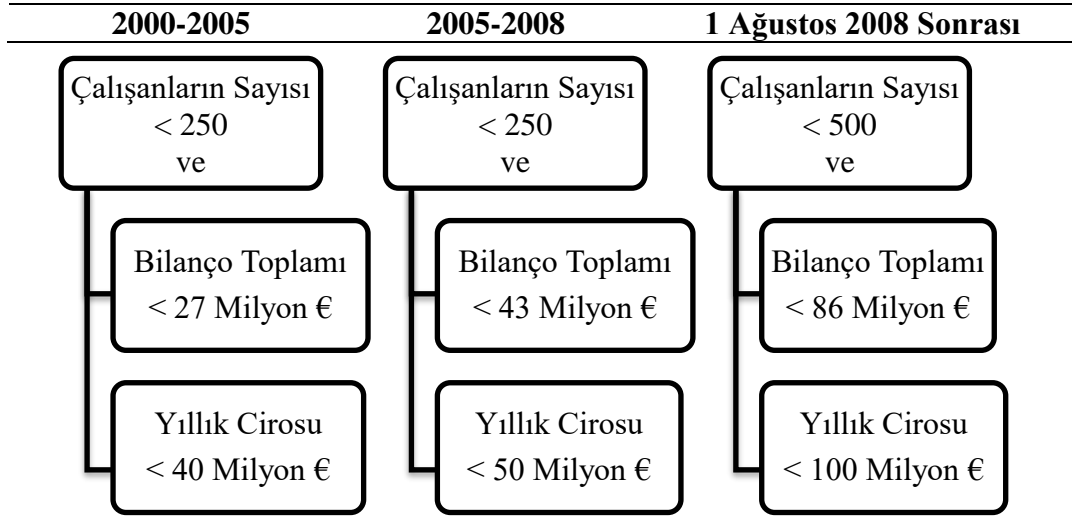 2000-2005 2005-2008 1 Ağustos 2008 Sonrası
Çalışanların Sayısı
< 250
ve
Bilanço Toplamı
< 27 Milyon €
Yıllık Cirosu
< 40 Milyon €
Çalışanların Sayısı
< 250
ve
Bilanço Toplamı
< 43 Milyon €
Yıllık Cirosu
< 50 Milyon €
Çalışanların Sayısı
< 500
ve
Bilanço Toplamı
< 86 Milyon €
Yıllık Cirosu
< 100 Milyon €